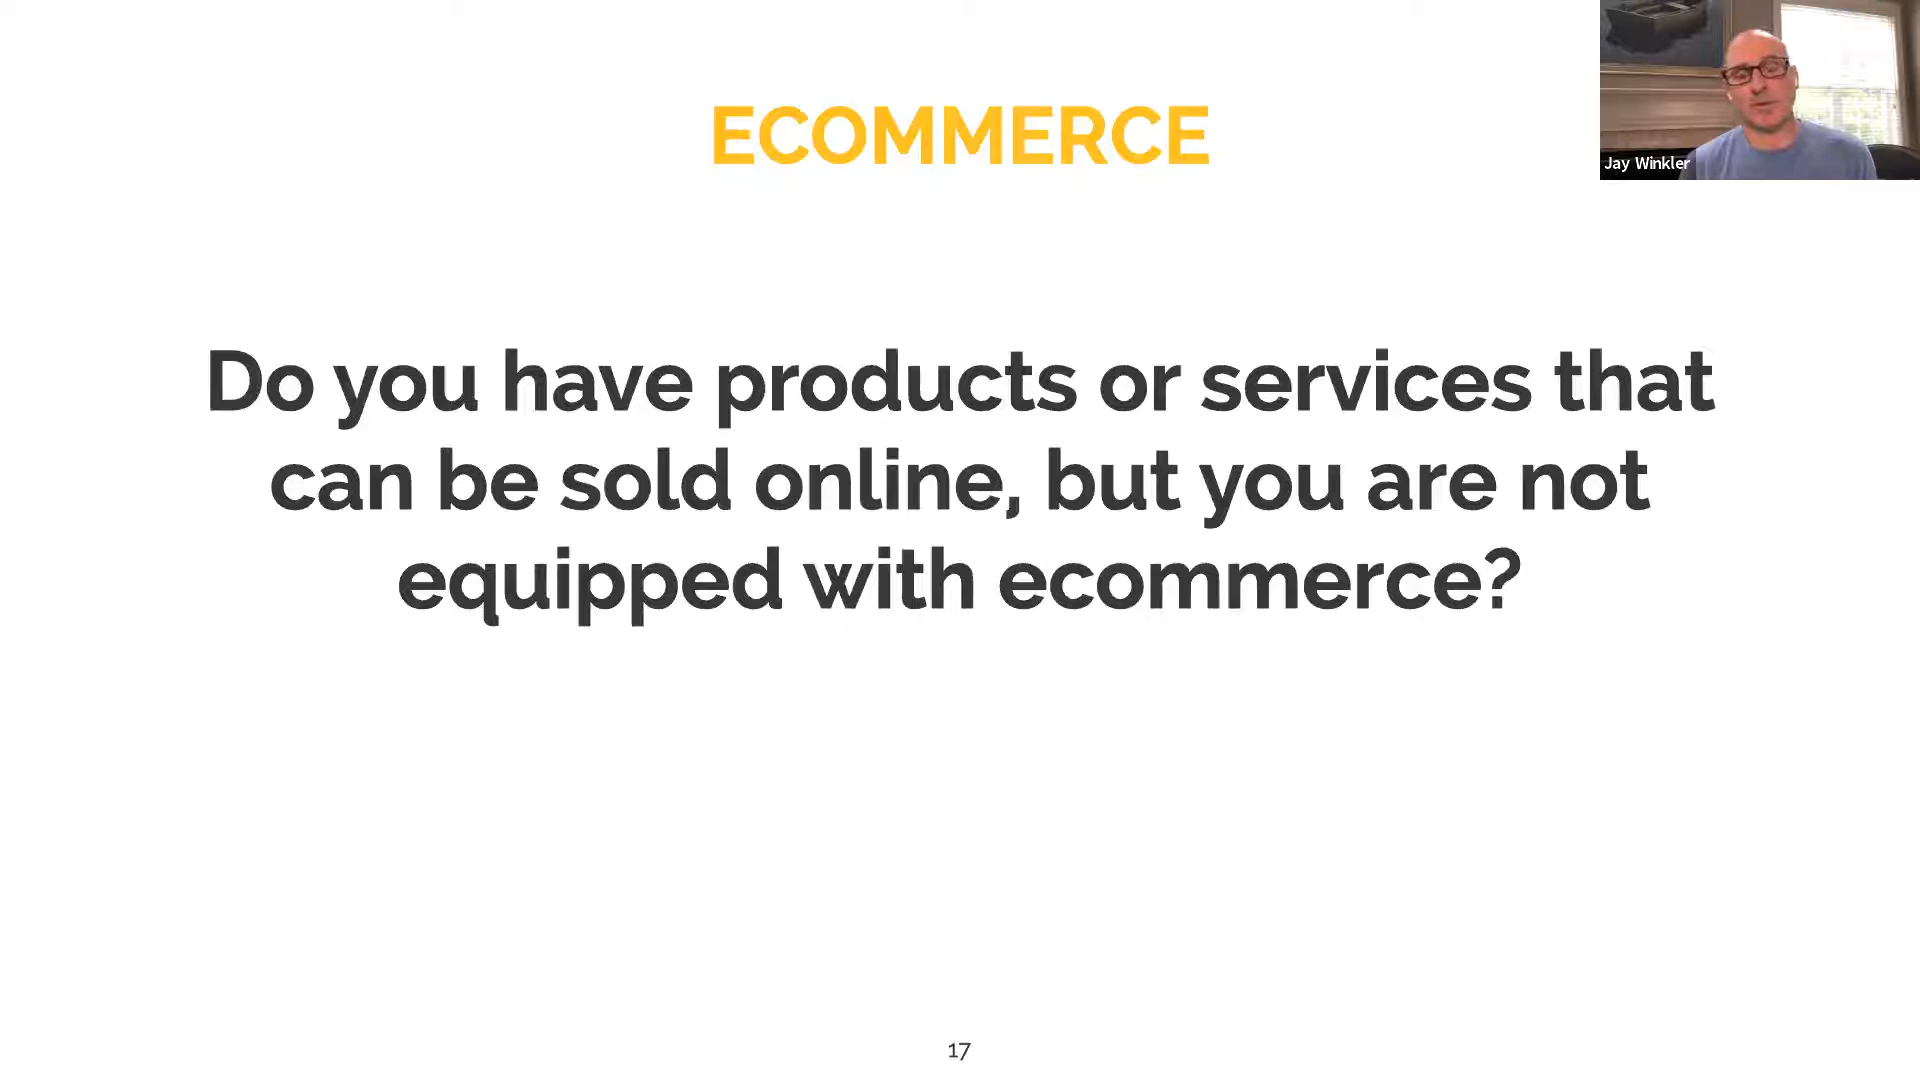 ECOMMERCE
Jay Winkler
Do you have products or services that
can be sold online, but you are not
equipped with ecommerce?
17